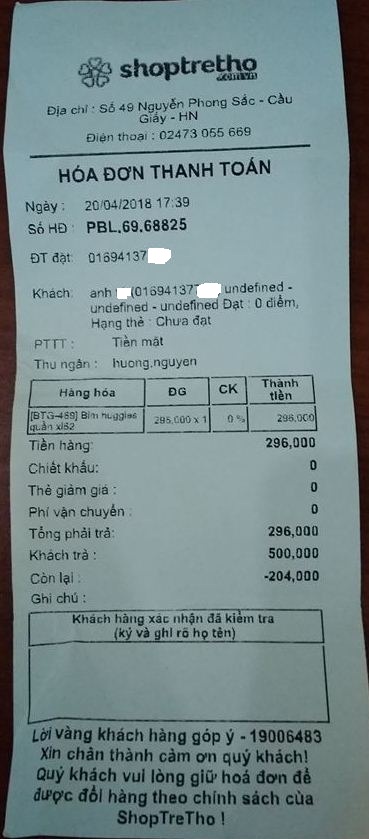 shoptretho
.com.vn
Địa chỉ : Số 49 Nguyễn Phong Sắc - Cầu
Giấy - HN
Điện thoại : 02473 055 669
HÓA ĐƠN THANH TOÁN
Ngày : 20/04/2018 17:39
Số HĐ : PBL.69.68825
ĐT đặt: 01694137
Khách: anh (0169413 undefined -
undefined - undefined Đạt : 0 điểm,
Hạng thẻ : Chưa đạt
PTTT : Tiền mặt
Thu ngân : huong.nguyen
Hàng hóa ĐG CK Thành tiền
[BTG-469] Bỉm huggies quần xl62 296,000 x 1 0 % 296,000
Tiền hàng: 296,000
Chiết khấu: 0
Thẻ giảm giá : 0
Phí vận chuyển : 0
Tổng phải trả: 296,000
Khách trả : 500,000
Còn lại : -204,000
Ghi chú :
Khách hàng xác nhận đã kiểm tra
(ký và ghi rõ họ tên)
Lời vàng khách hàng góp ý - 19006483
Xin chân thành cảm ơn quý khách!
Quý khách vui lòng giữ hoá đơn để
được đổi hàng theo chính sách của
ShopTreTho !